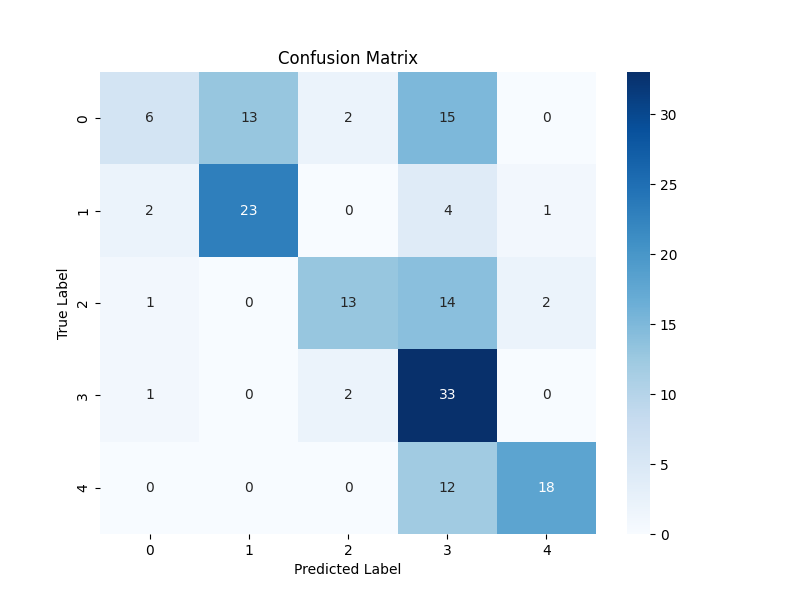 Confusion Matrix
True Label
0 6 13 2 15 0
1 2 23 0 4 1
2 1 0 13 14 2
3 1 0 2 33 0
4 0 0 0 12 18
0 1 2 3 4
Predicted Label
30
25
20
15
10
5
0